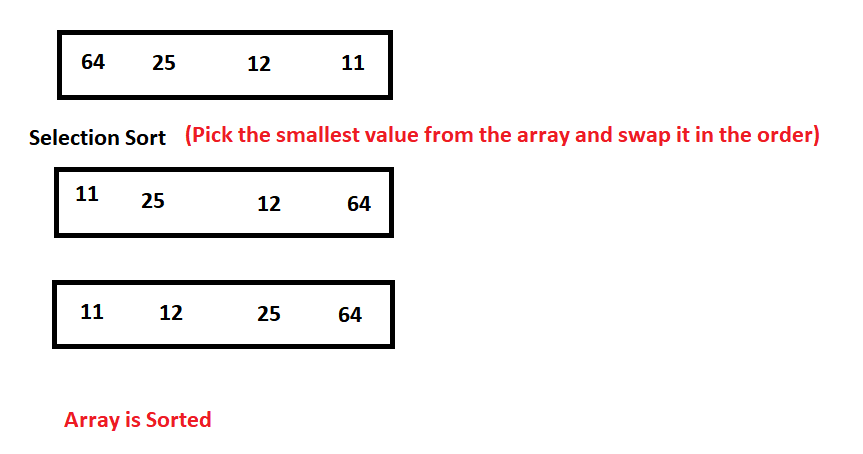 64 25 12 11
Selection Sort (Pick the smallest value from the array and swap it in the order)
11 25 12 64
11 12 25 64
Array is Sorted